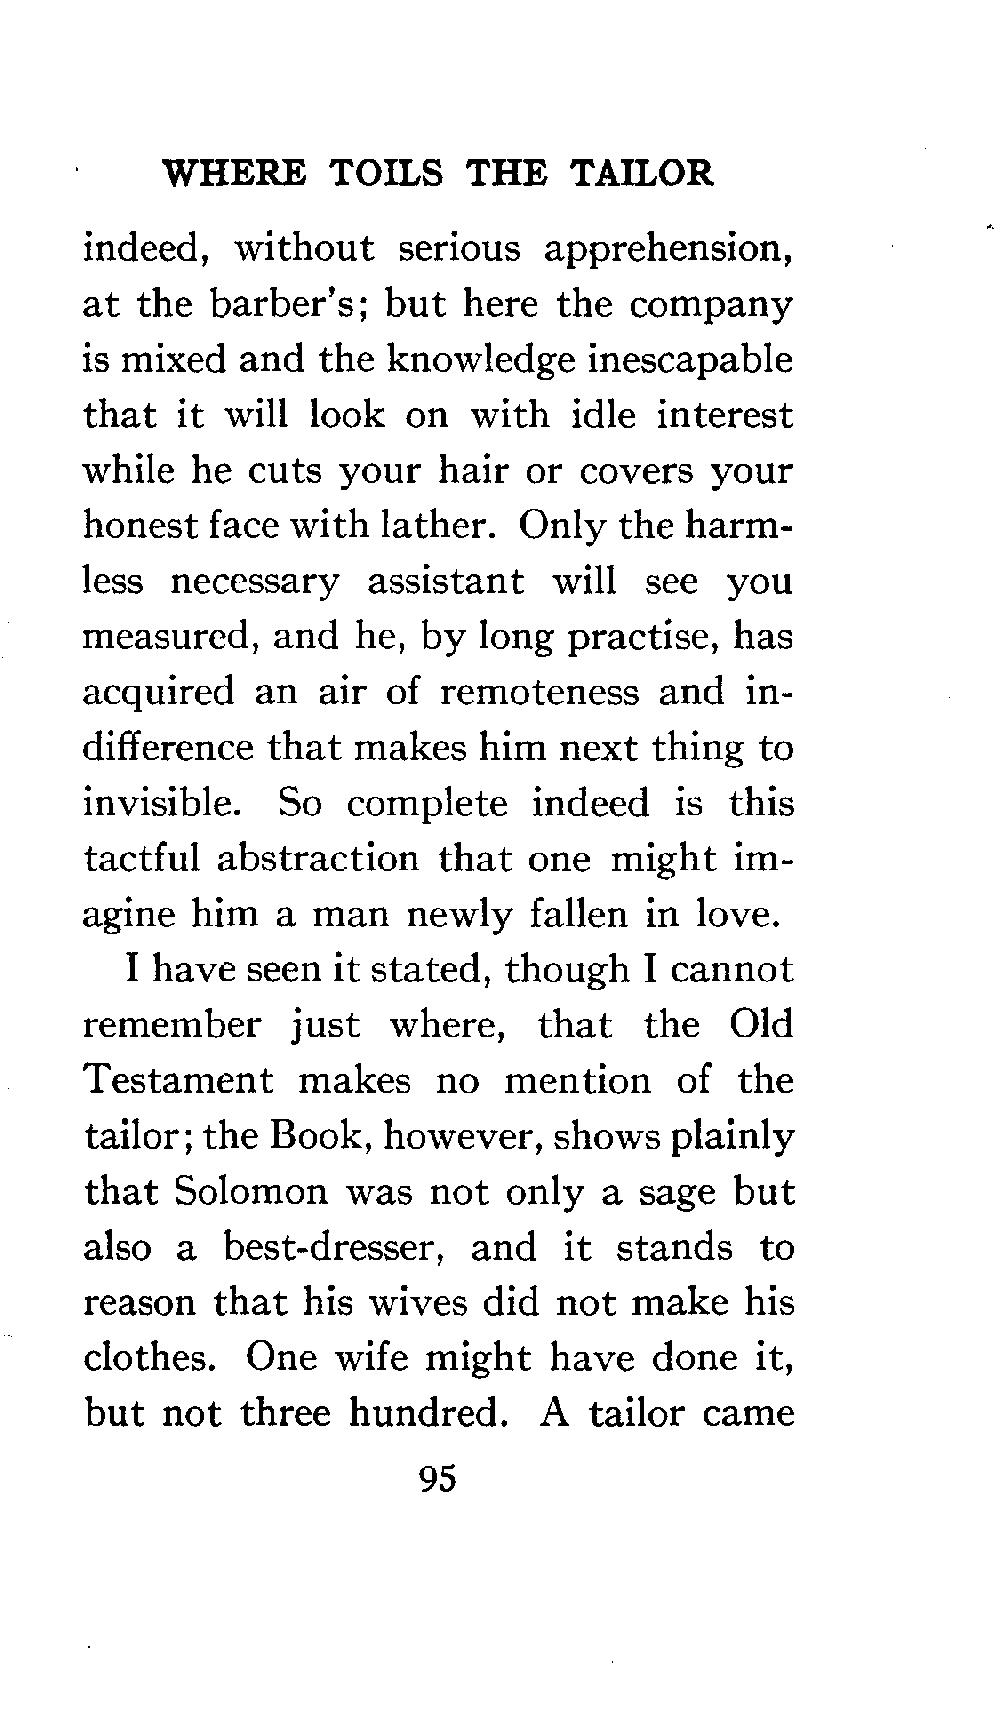 WHERE TOILS THE TAILOR
indeed, without serious apprehension,
at the barber's; but here the company
is mixed and the knowledge inescapable
that it will look on with idle interest
while he cuts your hair or covers your
honest face with lather. Only the harm-
less necessary assistant will see you
measured, and he, by long practise, has
acquired an air of remoteness and in-
difference that makes him next thing to
invisible. So complete indeed is this
tactful abstraction that one might im-
agine him a man newly fallen in love.
I have seen it stated, though I cannot
remember just where, that the Old
Testament makes no mention of the
tailor; the Book, however, shows plainly
that Solomon was not only a sage but
also a best-dresser, and it stands to
reason that his wives did not make his
clothes. One wife might have done it,
but not three hundred. A tailor came
95